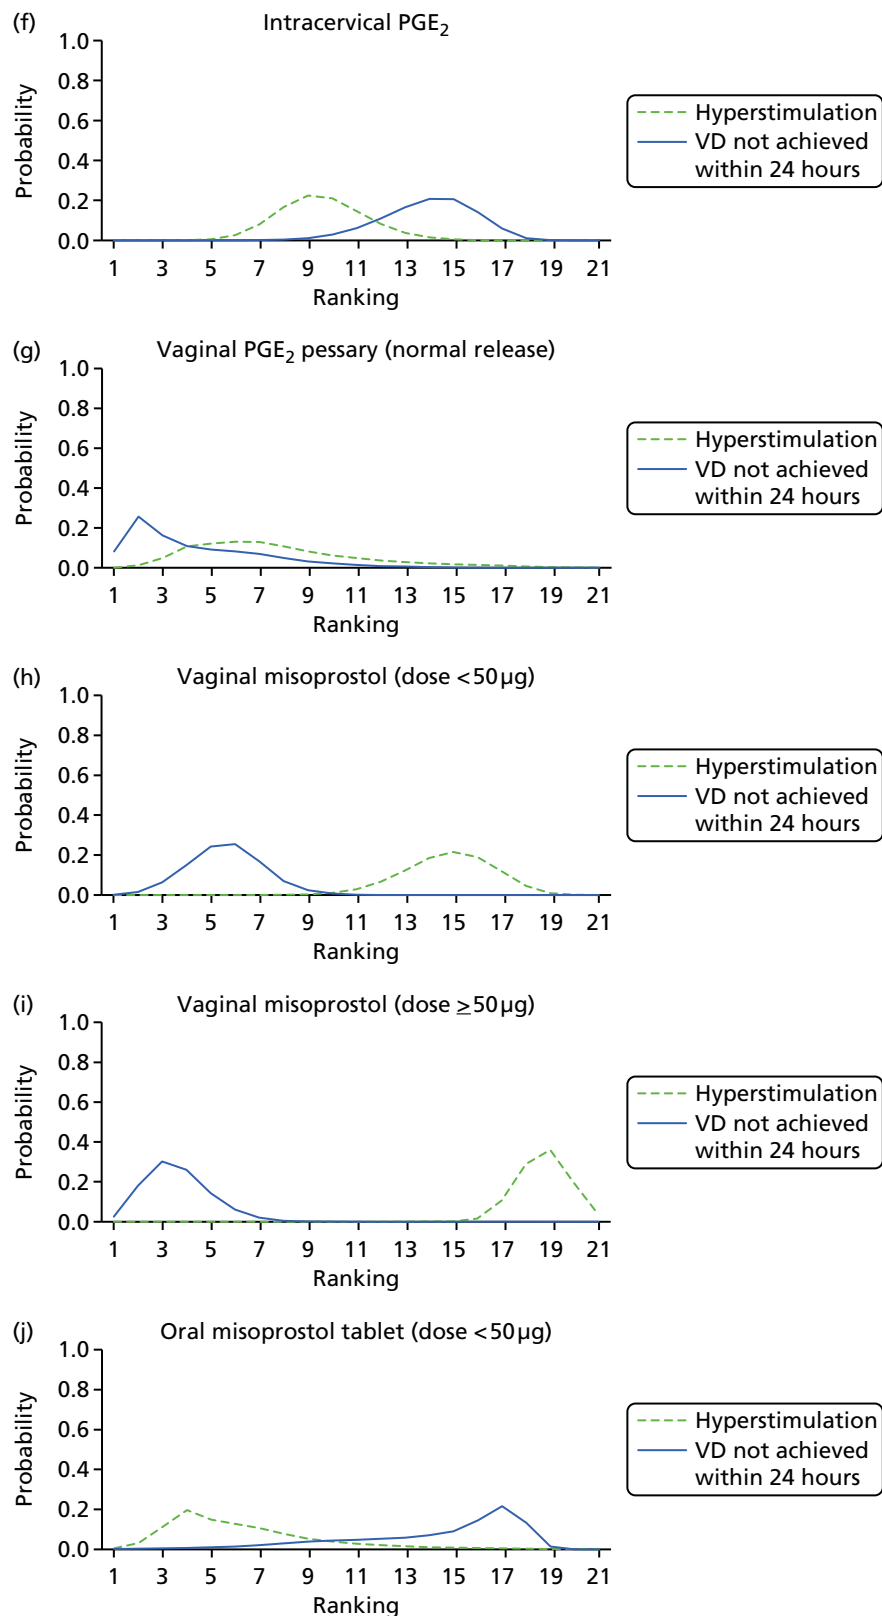 (f)
Intracervical PGE2
1.0
0.8
0.6
0.4
0.2
0.0
Probability
1 3 5 7 9 11 13 15 17 19 21
Ranking
Hyperstimulation
VD not achieved
within 24 hours
(g)
Vaginal PGE2 pessary (normal release)
1.0
0.8
0.6
0.4
0.2
0.0
Probability
1 3 5 7 9 11 13 15 17 19 21
Ranking
Hyperstimulation
VD not achieved
within 24 hours
(h)
Vaginal misoprostol (dose <50µg)
1.0
0.8
0.6
0.4
0.2
0.0
Probability
1 3 5 7 9 11 13 15 17 19 21
Ranking
Hyperstimulation
VD not achieved
within 24 hours
(i)
Vaginal misoprostol (dose ≥50µg)
1.0
0.8
0.6
0.4
0.2
0.0
Probability
1 3 5 7 9 11 13 15 17 19 21
Ranking
Hyperstimulation
VD not achieved
within 24 hours
(j)
Oral misoprostol tablet (dose <50µg)
1.0
0.8
0.6
0.4
0.2
0.0
Probability
1 3 5 7 9 11 13 15 17 19 21
Ranking
Hyperstimulation
VD not achieved
within 24 hours